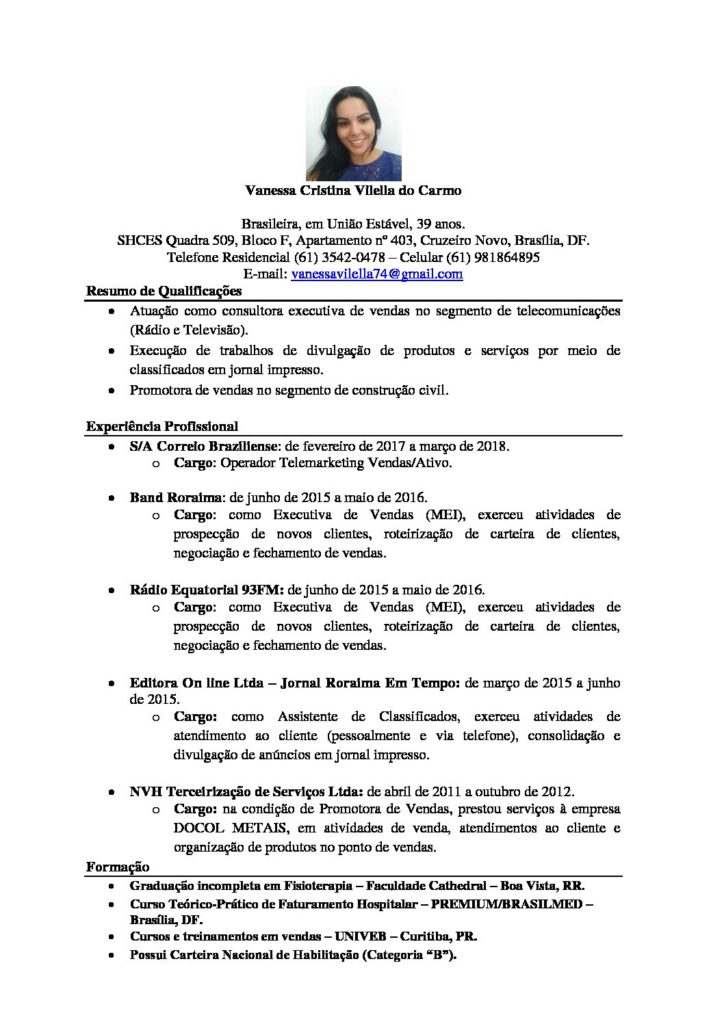 Vanessa Cristina Vilella do Carmo
Brasileira, em União Estável, 39 anos.
SHCES Quadra 509, Bloco F, Apartamento nº 403, Cruzeiro Novo, Brasília, DF.
Telefone Residencial (61) 3542-0478 – Celular (61) 981864895
E-mail: vanessavilella74@gmail.com
Resumo de Qualificações
• Atuação como consultora executiva de vendas no segmento de telecomunicações
(Rádio e Televisão).
• Execução de trabalhos de divulgação de produtos e serviços por meio de
classificados em jornal impresso.
• Promotora de vendas no segmento de construção civil.
Experiência Profissional
• S/A Correio Braziliense: de fevereiro de 2017 a março de 2018.
o Cargo: Operador Telemarketing Vendas/Ativo.
• Band Roraima: de junho de 2015 a maio de 2016.
o Cargo: como Executiva de Vendas (MEI), exerceu atividades de
prospecção de novos clientes, roteirização de carteira de clientes,
negociação e fechamento de vendas.
• Rádio Equatorial 93FM: de junho de 2015 a maio de 2016.
o Cargo: como Executiva de Vendas (MEI), exerceu atividades de
prospecção de novos clientes, roteirização de carteira de clientes,
negociação e fechamento de vendas.
• Editora On line Ltda – Jornal Roraima Em Tempo: de março de 2015 a junho
de 2015.
o Cargo: como Assistente de Classificados, exerceu atividades de
atendimento ao cliente (pessoalmente e via telefone), consolidação e
divulgação de anúncios em jornal impresso.
• NVH Terceirização de Serviços Ltda: de abril de 2011 a outubro de 2012.
o Cargo: na condição de Promotora de Vendas, prestou serviços à empresa
DOCOL METAIS, em atividades de venda, atendimentos ao cliente e
organização de produtos no ponto de vendas.
Formação
• Graduação incompleta em Fisioterapia – Faculdade Cathedral – Boa Vista, RR.
• Curso Teórico-Prático de Faturamento Hospitalar – PREMIUM/BRASILMED –
Brasília, DF.
• Cursos e treinamentos em vendas – UNIVEB – Curitiba, PR.
• Possui Carteira Nacional de Habilitação (Categoria “B”).